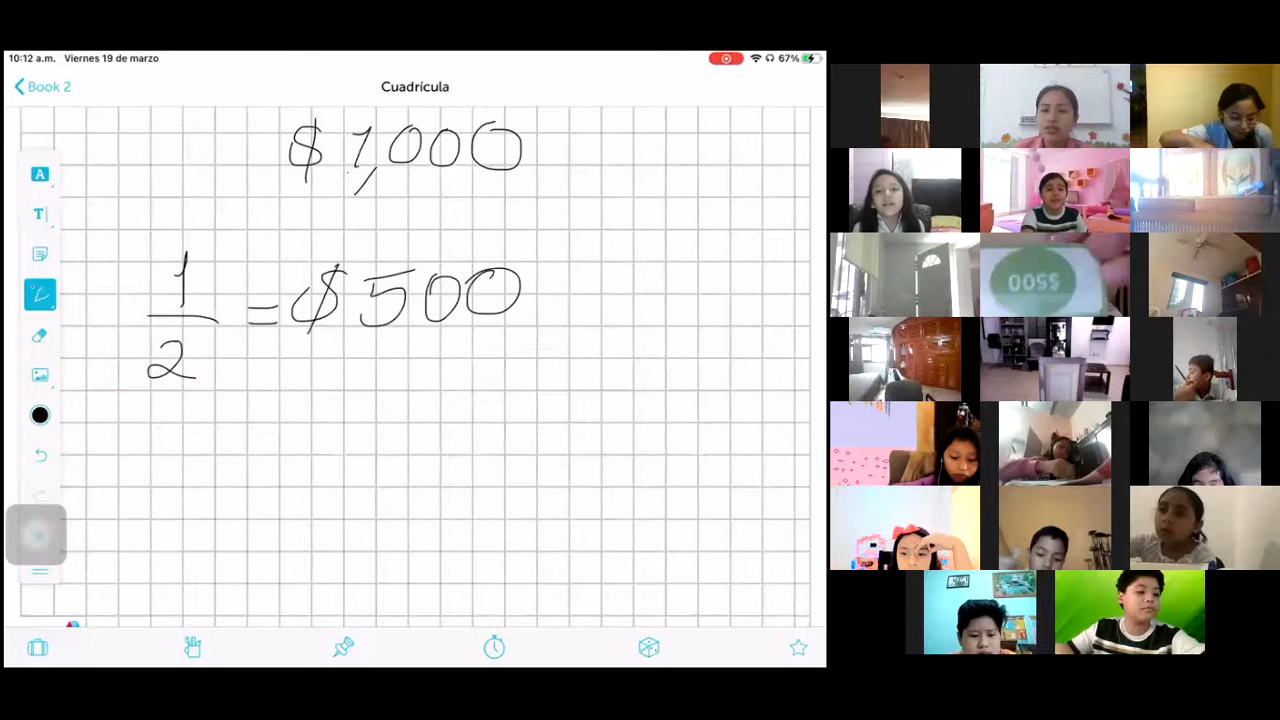 10:12 a.m. Viernes 19 de marzo
67%
Book 2
Cuadrícula
$ 1,000
1
2
= $ 500
A
T
$500